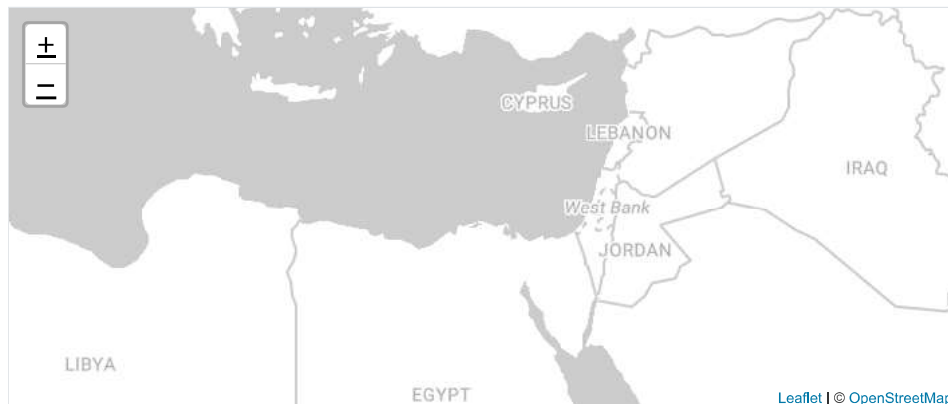 +
−
CYPRUS
LEBANON
IRAQ
West Bank
JORDAN
LIBYA
EGYPT
Leaflet | © OpenStreetMap